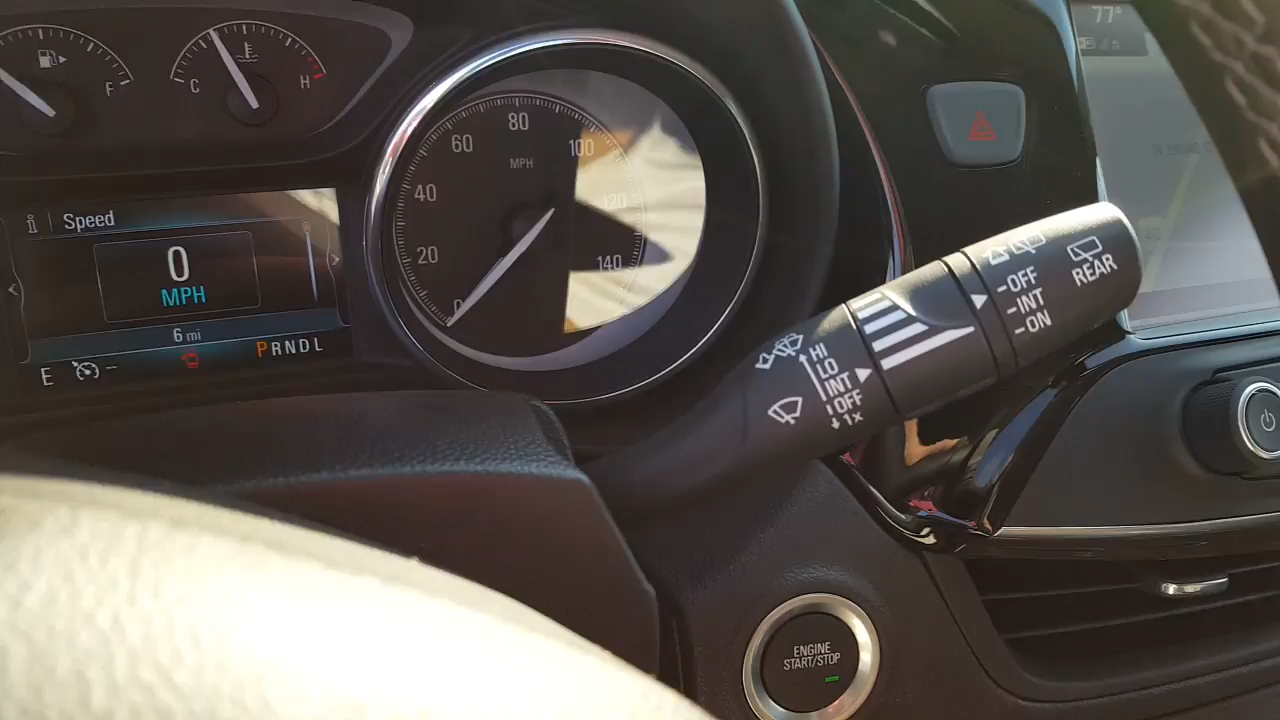 F
C H
77°
Speed
0
MPH
6 mi
E
PRNDL
0
20
40
60
80
100
120
140
MPH
HI
LO
INT
OFF
1x
-OFF
-INT
-ON
REAR
ENGINE
START/STOP